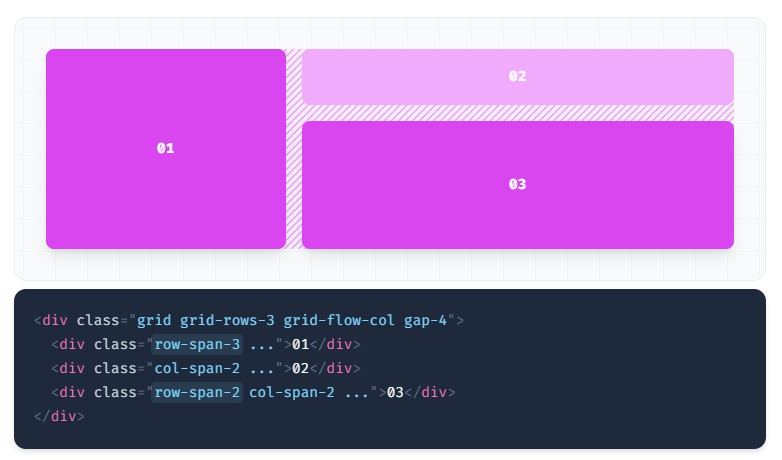 02
01
03
<div class="grid grid-rows-3 grid-flow-col gap-4">
  <div class="row-span-3 ...">01</div>
  <div class="col-span-2 ...">02</div>
  <div class="row-span-2 col-span-2 ...">03</div>
</div>